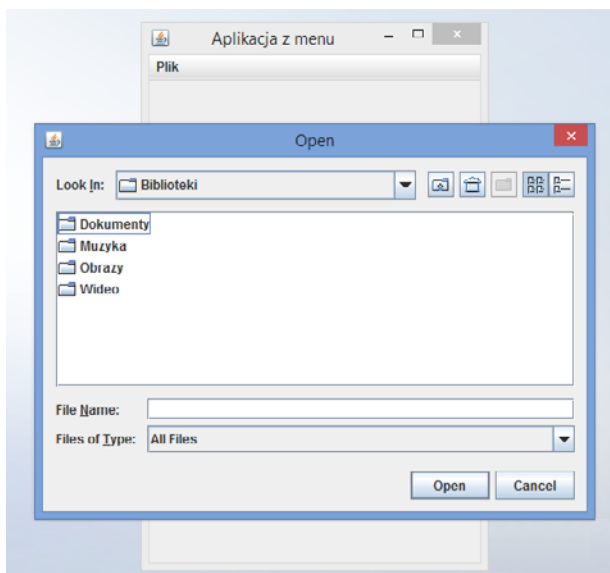 Aplikacja z menu
Plik
Open
Look In: Biblioteki
Dokumenty
Muzyka
Obrazy
Wideo
File Name:
Files of Type: All Files
Open Cancel